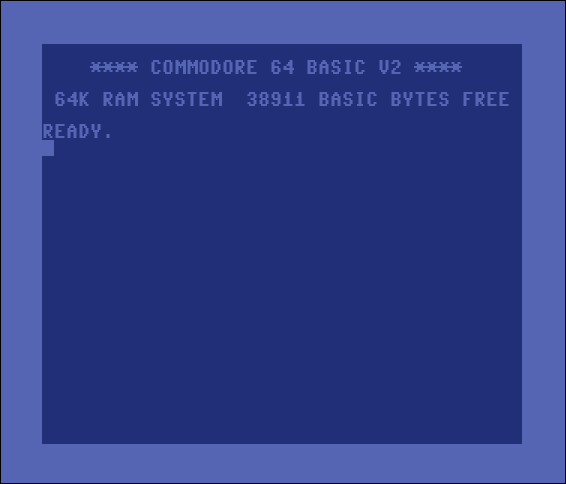 **** COMMODORE 64 BASIC V2 ****
64K RAM SYSTEM  38911 BASIC BYTES FREE
READY.